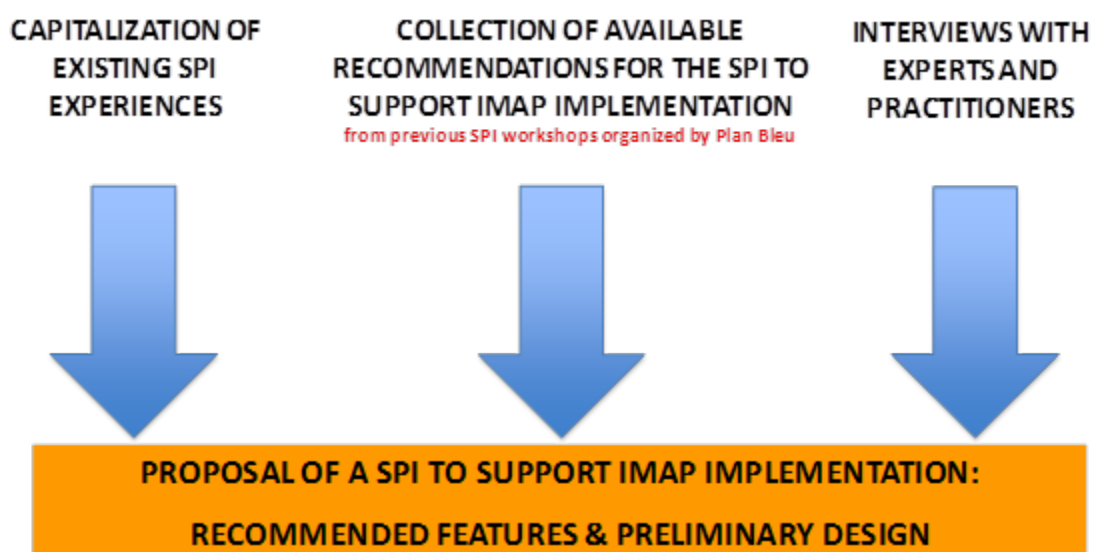 CAPITALIZATION OF
EXISTING SPI
EXPERIENCES
COLLECTION OF AVAILABLE
RECOMMENDATIONS FOR THE SPI TO
SUPPORT IMAP IMPLEMENTATION
from previous SPI workshops organized by Plan Bleu
INTERVIEWS WITH
EXPERTS AND
PRACTITIONERS
PROPOSAL OF A SPI TO SUPPORT IMAP IMPLEMENTATION:
RECOMMENDED FEATURES & PRELIMINARY DESIGN